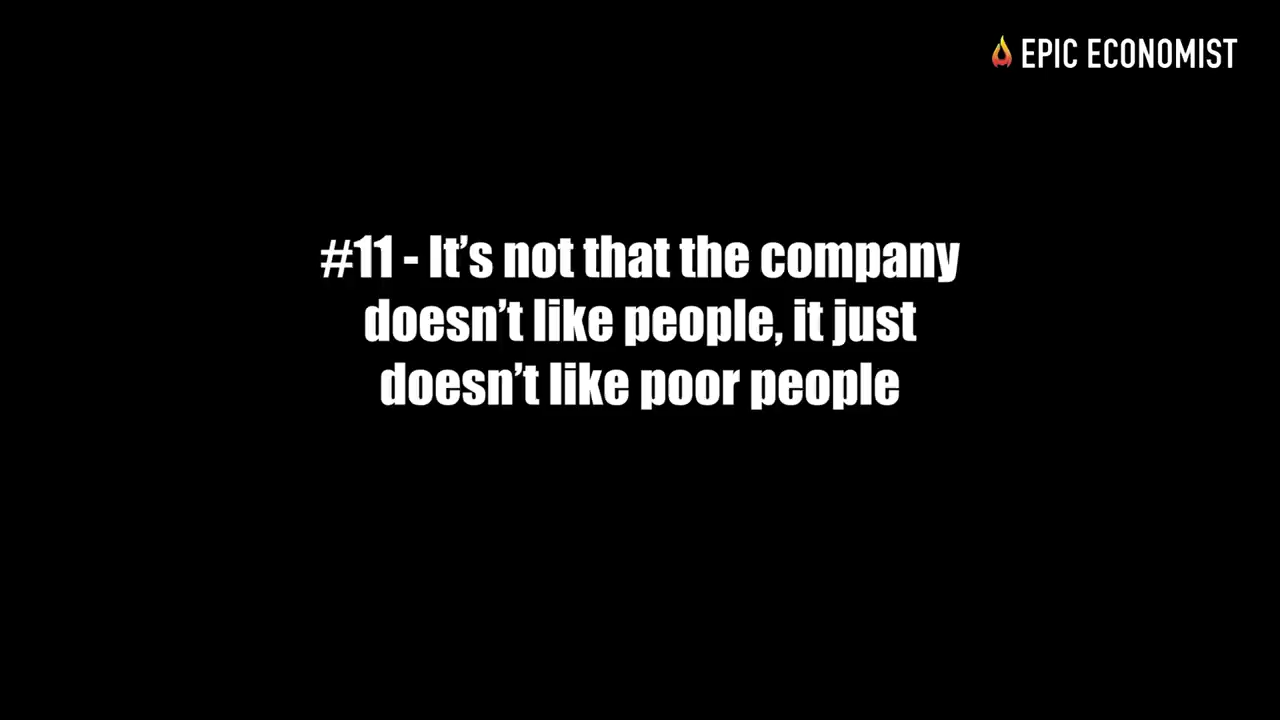 EPIC ECONOMIST
#11 - It’s not that the company
doesn’t like people, it just
doesn’t like poor people